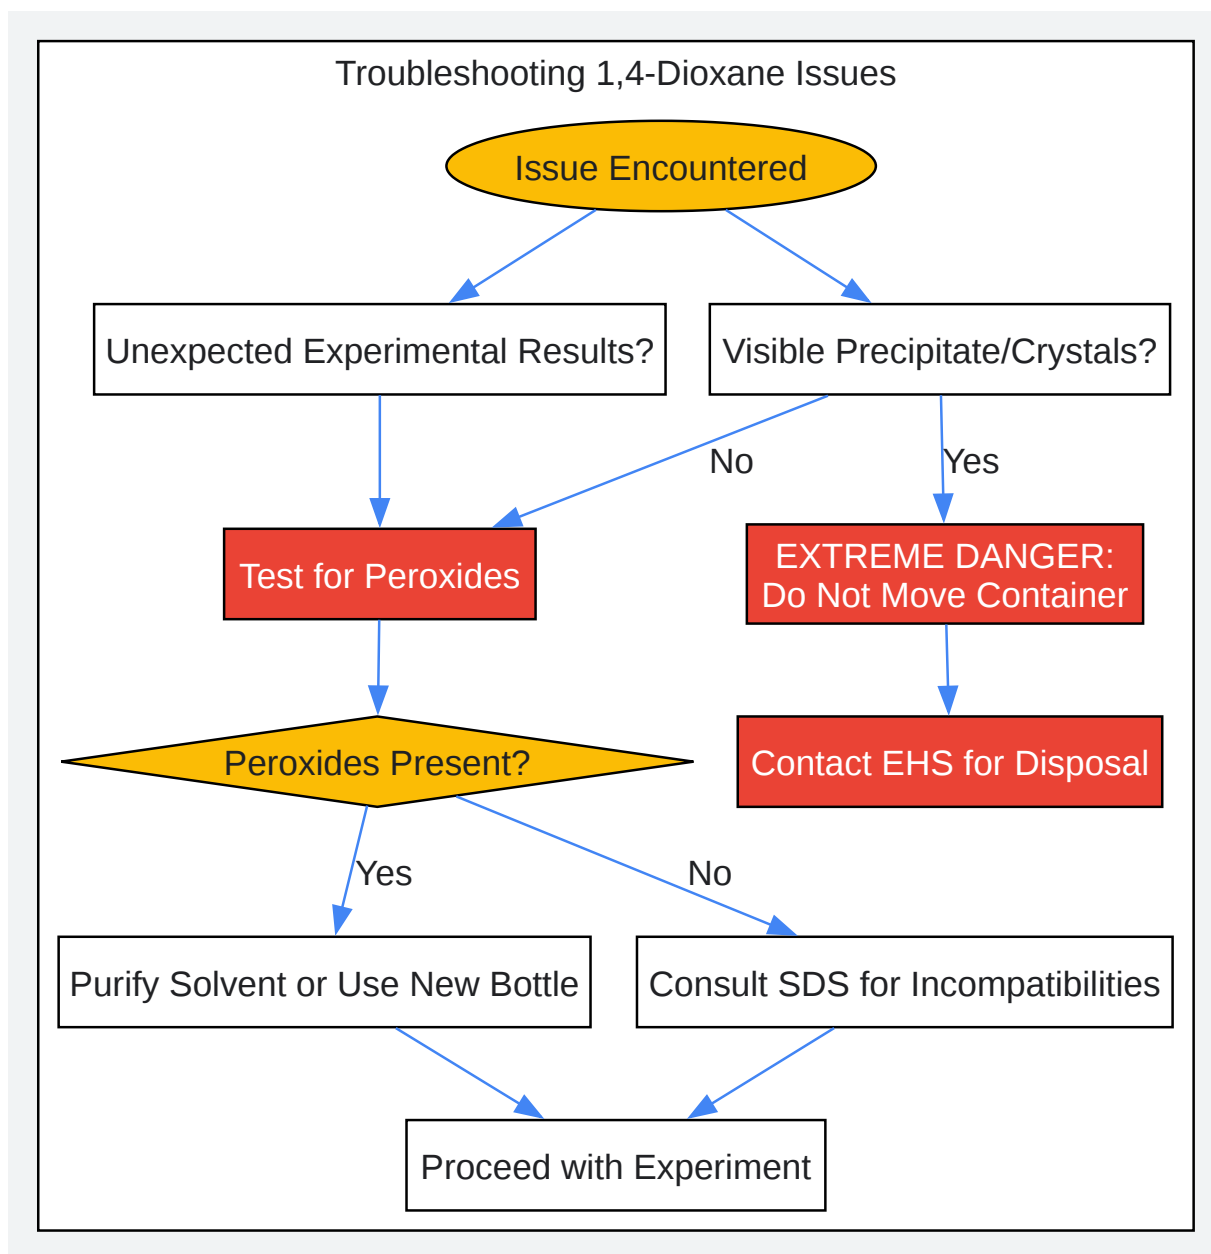 Troubleshooting 1,4-Dioxane Issues
Issue Encountered
Unexpected Experimental Results?
Visible Precipitate/Crystals?
No
Yes
Test for Peroxides
EXTREME DANGER:
Do Not Move Container
Peroxides Present?
Contact EHS for Disposal
Yes
No
Purify Solvent or Use New Bottle
Consult SDS for Incompatibilities
Proceed with Experiment